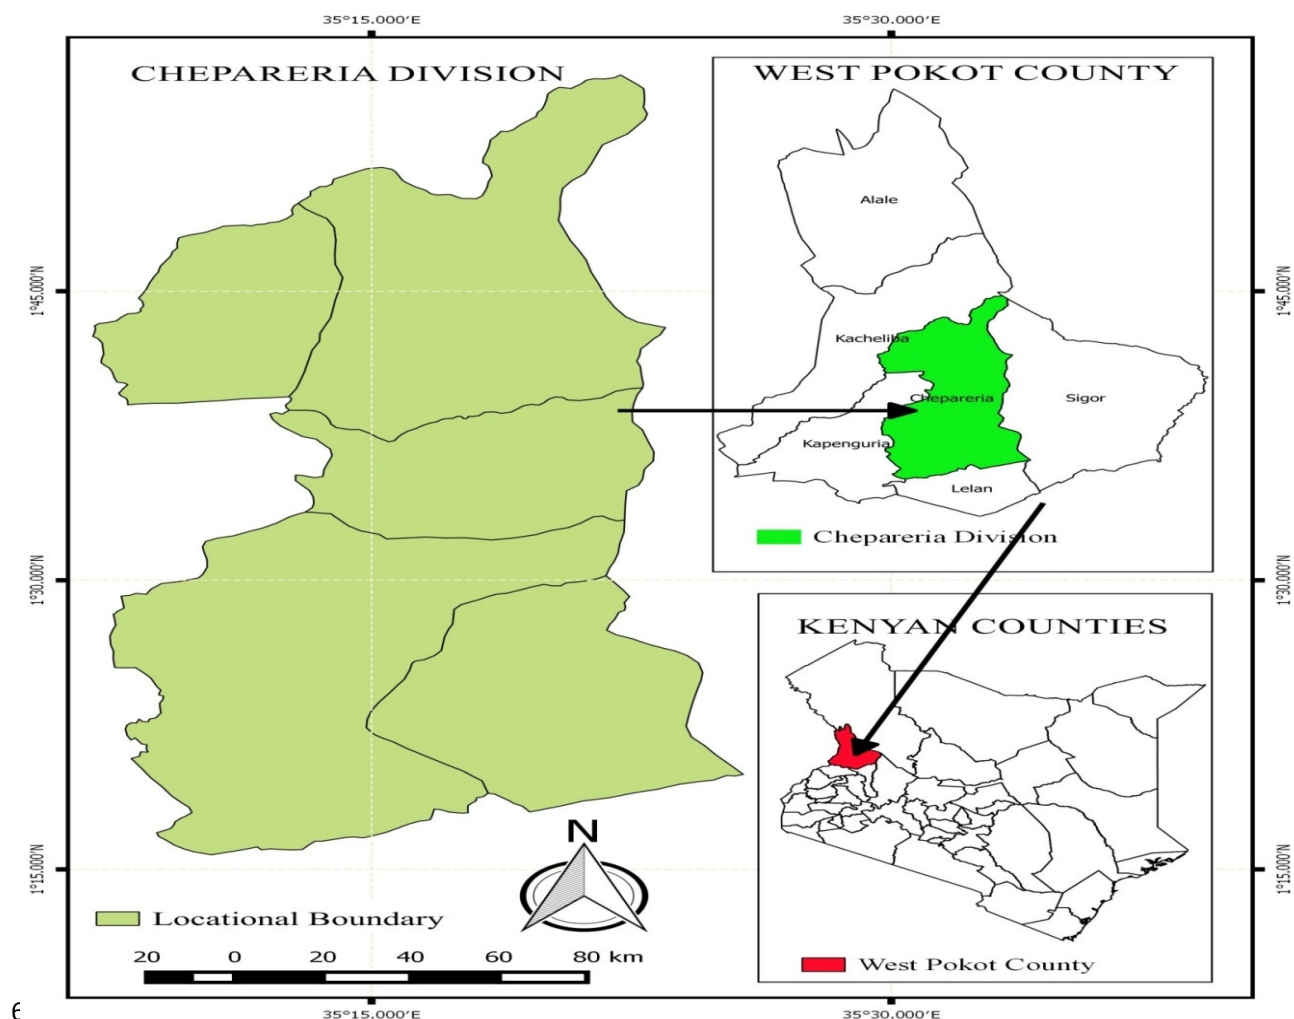 35°15.000'E 35°30.000'E
CHEPARERIA DIVISION
WEST POKOT COUNTY
Alale
1°45.000'N 1°45.000'N
Kacheliba
Chepareria
Sigor
Kapenguria
Lelan
Chepareria Division
1°30.000'N 1°30.000'N
KENYAN COUNTIES
N
1°15.000'N 1°15.000'N
Locational Boundary
20 0 20 40 60 80 km
West Pokot County
35°15.000'E 35°30.000'E